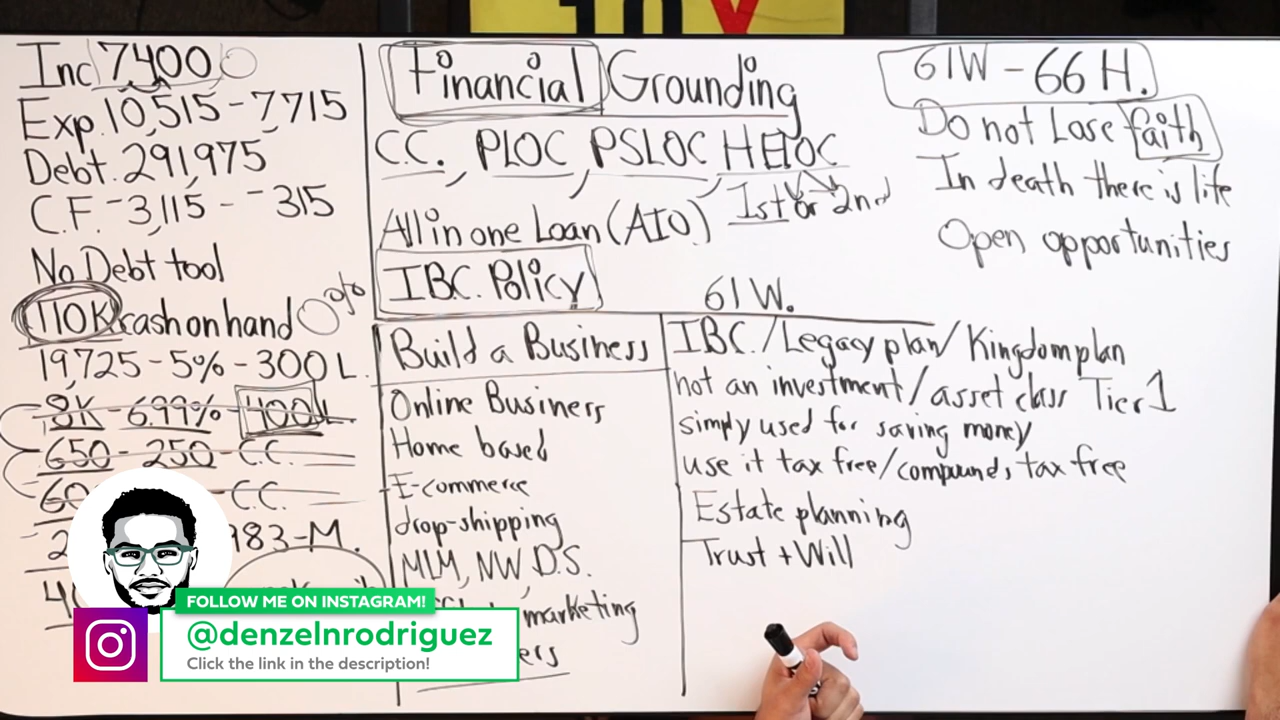 10X
Inc 7400
Exp. 10,515 - 7,715
Debt. 291,975
C.F. -3,115 - -315
No Debt tool
110K cash on hand 0%
19,725 - 5% - 300 L.
8K - 6.99% - 400 L
650 - 250 - C.C.
60 - C.C.
983 - M.
Financial Grounding
C.C., PLOC, PSLOC, HELOC
1st or 2nd
All in one Loan (AIO)
IBC. Policy
Build a Business
Online Business
Home based
E-commerce
drop-shipping
MLM, NW, D.S.
marketing
61W - 66 H.
Do not Lose faith
In death there is life
Open opportunities
61 W.
IBC. / Legacy plan / Kingdom plan
not an investment / asset class Tier 1
simply used for saving money
use it tax free / compounds tax free
Estate planning
Trust + Will
FOLLOW ME ON INSTAGRAM!
@denzelnrodriguez
Click the link in the description!